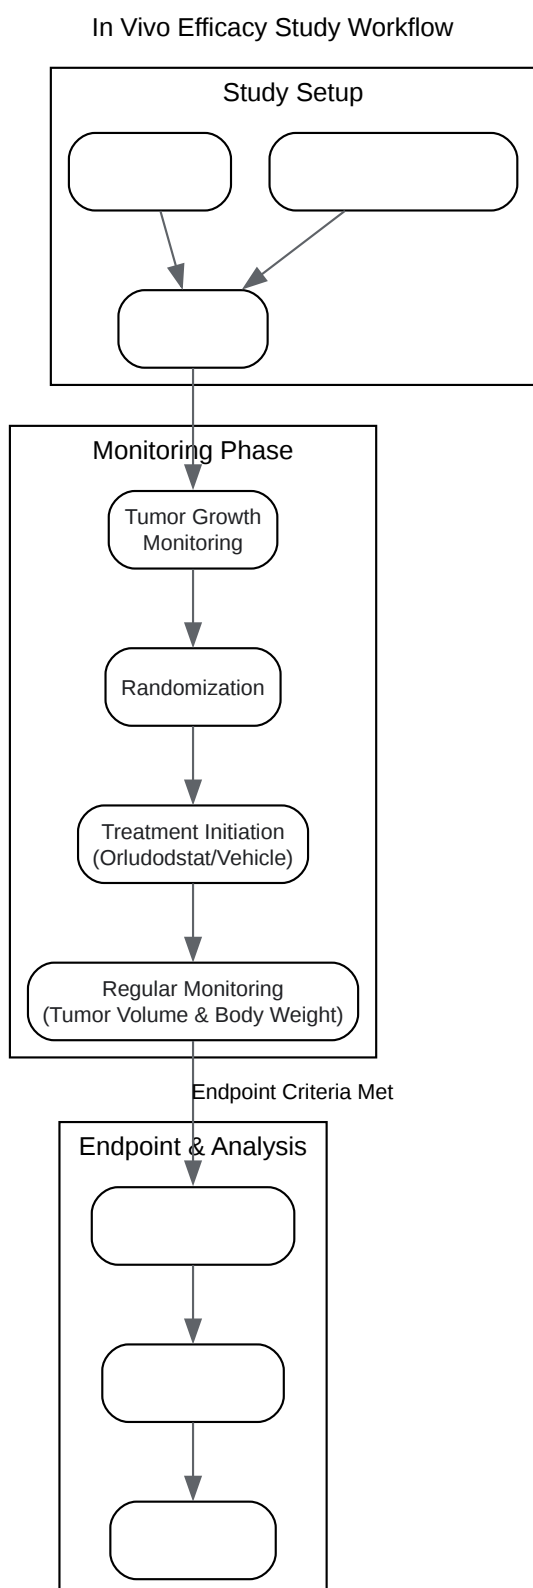 In Vivo Efficacy Study Workflow
Study Setup
Monitoring Phase
Tumor Growth
Monitoring
Randomization
Treatment Initiation
(Orludodstat/Vehicle)
Regular Monitoring
(Tumor Volume & Body Weight)
Endpoint Criteria Met
Endpoint & Analysis